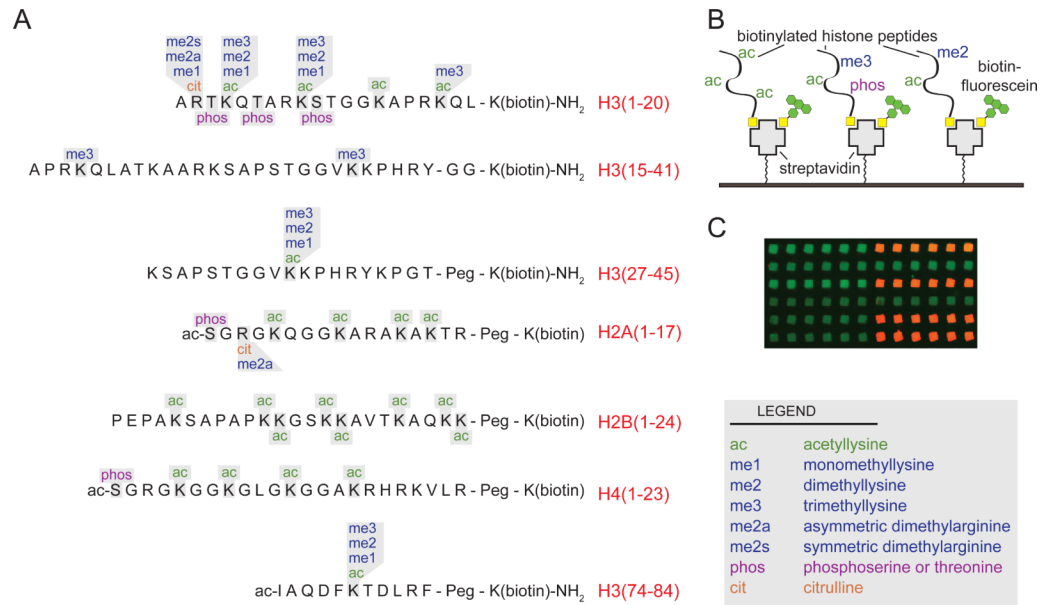 A
me2s me3 me3
me2a me2 me2
me1 me1 me1 me3
cit ac ac ac ac
A R T K Q T A R K S T G G K A P R K Q L - K(biotin)-NH2 H3(1-20)
phos phos phos
me3 me3
A P R K Q L A T K A A R K S A P S T G G V K K P H R Y - G G - K(biotin)-NH2 H3(15-41)
me3
me2
me1
ac
K S A P S T G G V K K P H R Y K P G T - Peg - K(biotin)-NH2 H3(27-45)
phos ac ac ac ac
ac-S G R G K Q G G K A R A K A K T R - Peg - K(biotin) H2A(1-17)
cit
me2a
ac ac ac ac ac
P E P A K S A P A P K K G S K K A V T K A Q K K - Peg - K(biotin) H2B(1-24)
ac ac ac
phos ac ac ac ac
ac-S G R G K G G K G L G K G G A K R H R K V L R - Peg - K(biotin) H4(1-23)
me3
me2
me1
ac
ac-I A Q D F K T D L R F - Peg - K(biotin)-NH2 H3(74-84)
B
biotinylated histone peptides
ac me3 me2
biotin-
fluorescein
ac ac phos
ac
streptavidin
C
LEGEND
ac acetyllysine
me1 monomethyllysine
me2 dimethyllysine
me3 trimethyllysine
me2a asymmetric dimethylarginine
me2s symmetric dimethylarginine
phos phosphoserine or threonine
cit citrulline